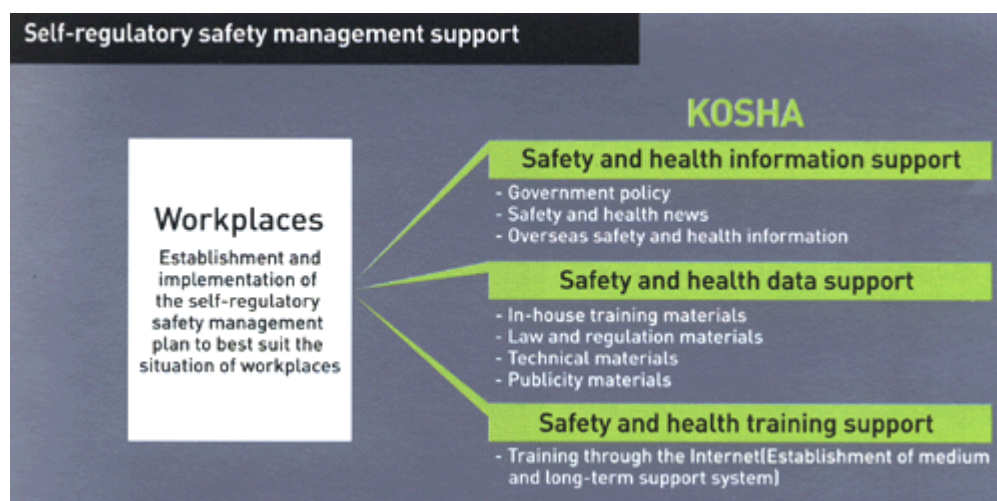 Self-regulatory safety management support
KOSHA
Workplaces
Establishment and
implementation of
the self-regulatory
safety management
plan to best suit the
situation of workplaces
Safety and health information support
- Government policy
- Safety and health news
- Overseas safety and health information
Safety and health data support
- In-house training materials
- Law and regulation materials
- Technical materials
- Publicity materials
Safety and health training support
- Training through the Internet(Establishment of medium
and long-term support system)